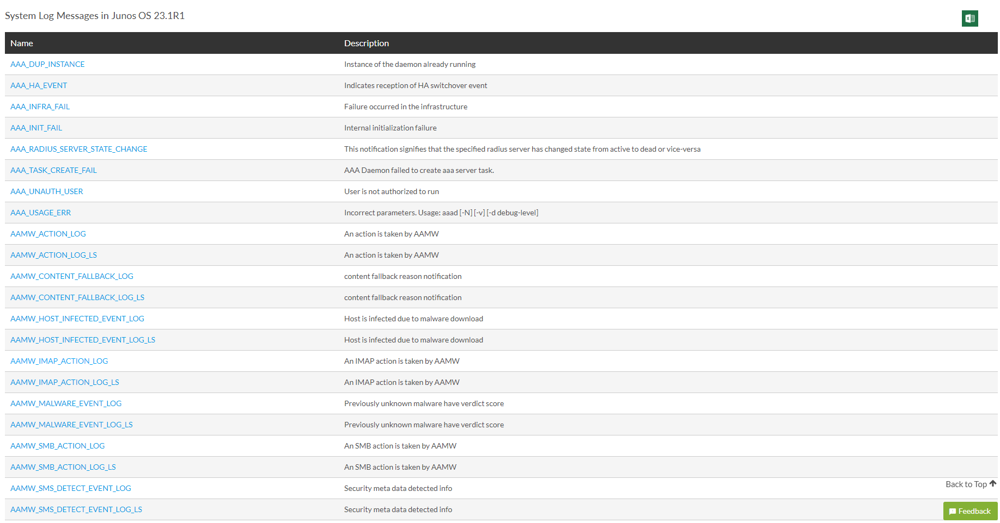 System Log Messages in Junos OS 23.1R1
Name Description
AAA_DUP_INSTANCE Instance of the daemon already running
AAA_HA_EVENT Indicates reception of HA switchover event
AAA_INFRA_FAIL Failure occurred in the infrastructure
AAA_INIT_FAIL Internal initialization failure
AAA_RADIUS_SERVER_STATE_CHANGE This notification signifies that the specified radius server has changed state from active to dead or vice-versa
AAA_TASK_CREATE_FAIL AAA Daemon failed to create aaa server task.
AAA_UNAUTH_USER User is not authorized to run
AAA_USAGE_ERR Incorrect parameters. Usage: aaad [-N] [-v] [-d debug-level]
AAMW_ACTION_LOG An action is taken by AAMW
AAMW_ACTION_LOG_LS An action is taken by AAMW
AAMW_CONTENT_FALLBACK_LOG content fallback reason notification
AAMW_CONTENT_FALLBACK_LOG_LS content fallback reason notification
AAMW_HOST_INFECTED_EVENT_LOG Host is infected due to malware download
AAMW_HOST_INFECTED_EVENT_LOG_LS Host is infected due to malware download
AAMW_IMAP_ACTION_LOG An IMAP action is taken by AAMW
AAMW_IMAP_ACTION_LOG_LS An IMAP action is taken by AAMW
AAMW_MALWARE_EVENT_LOG Previously unknown malware have verdict score
AAMW_MALWARE_EVENT_LOG_LS Previously unknown malware have verdict score
AAMW_SMB_ACTION_LOG An SMB action is taken by AAMW
AAMW_SMB_ACTION_LOG_LS An SMB action is taken by AAMW
AAMW_SMS_DETECT_EVENT_LOG Security meta data detected info
Back to Top
AAMW_SMS_DETECT_EVENT_LOG_LS Security meta data detected info
Feedback